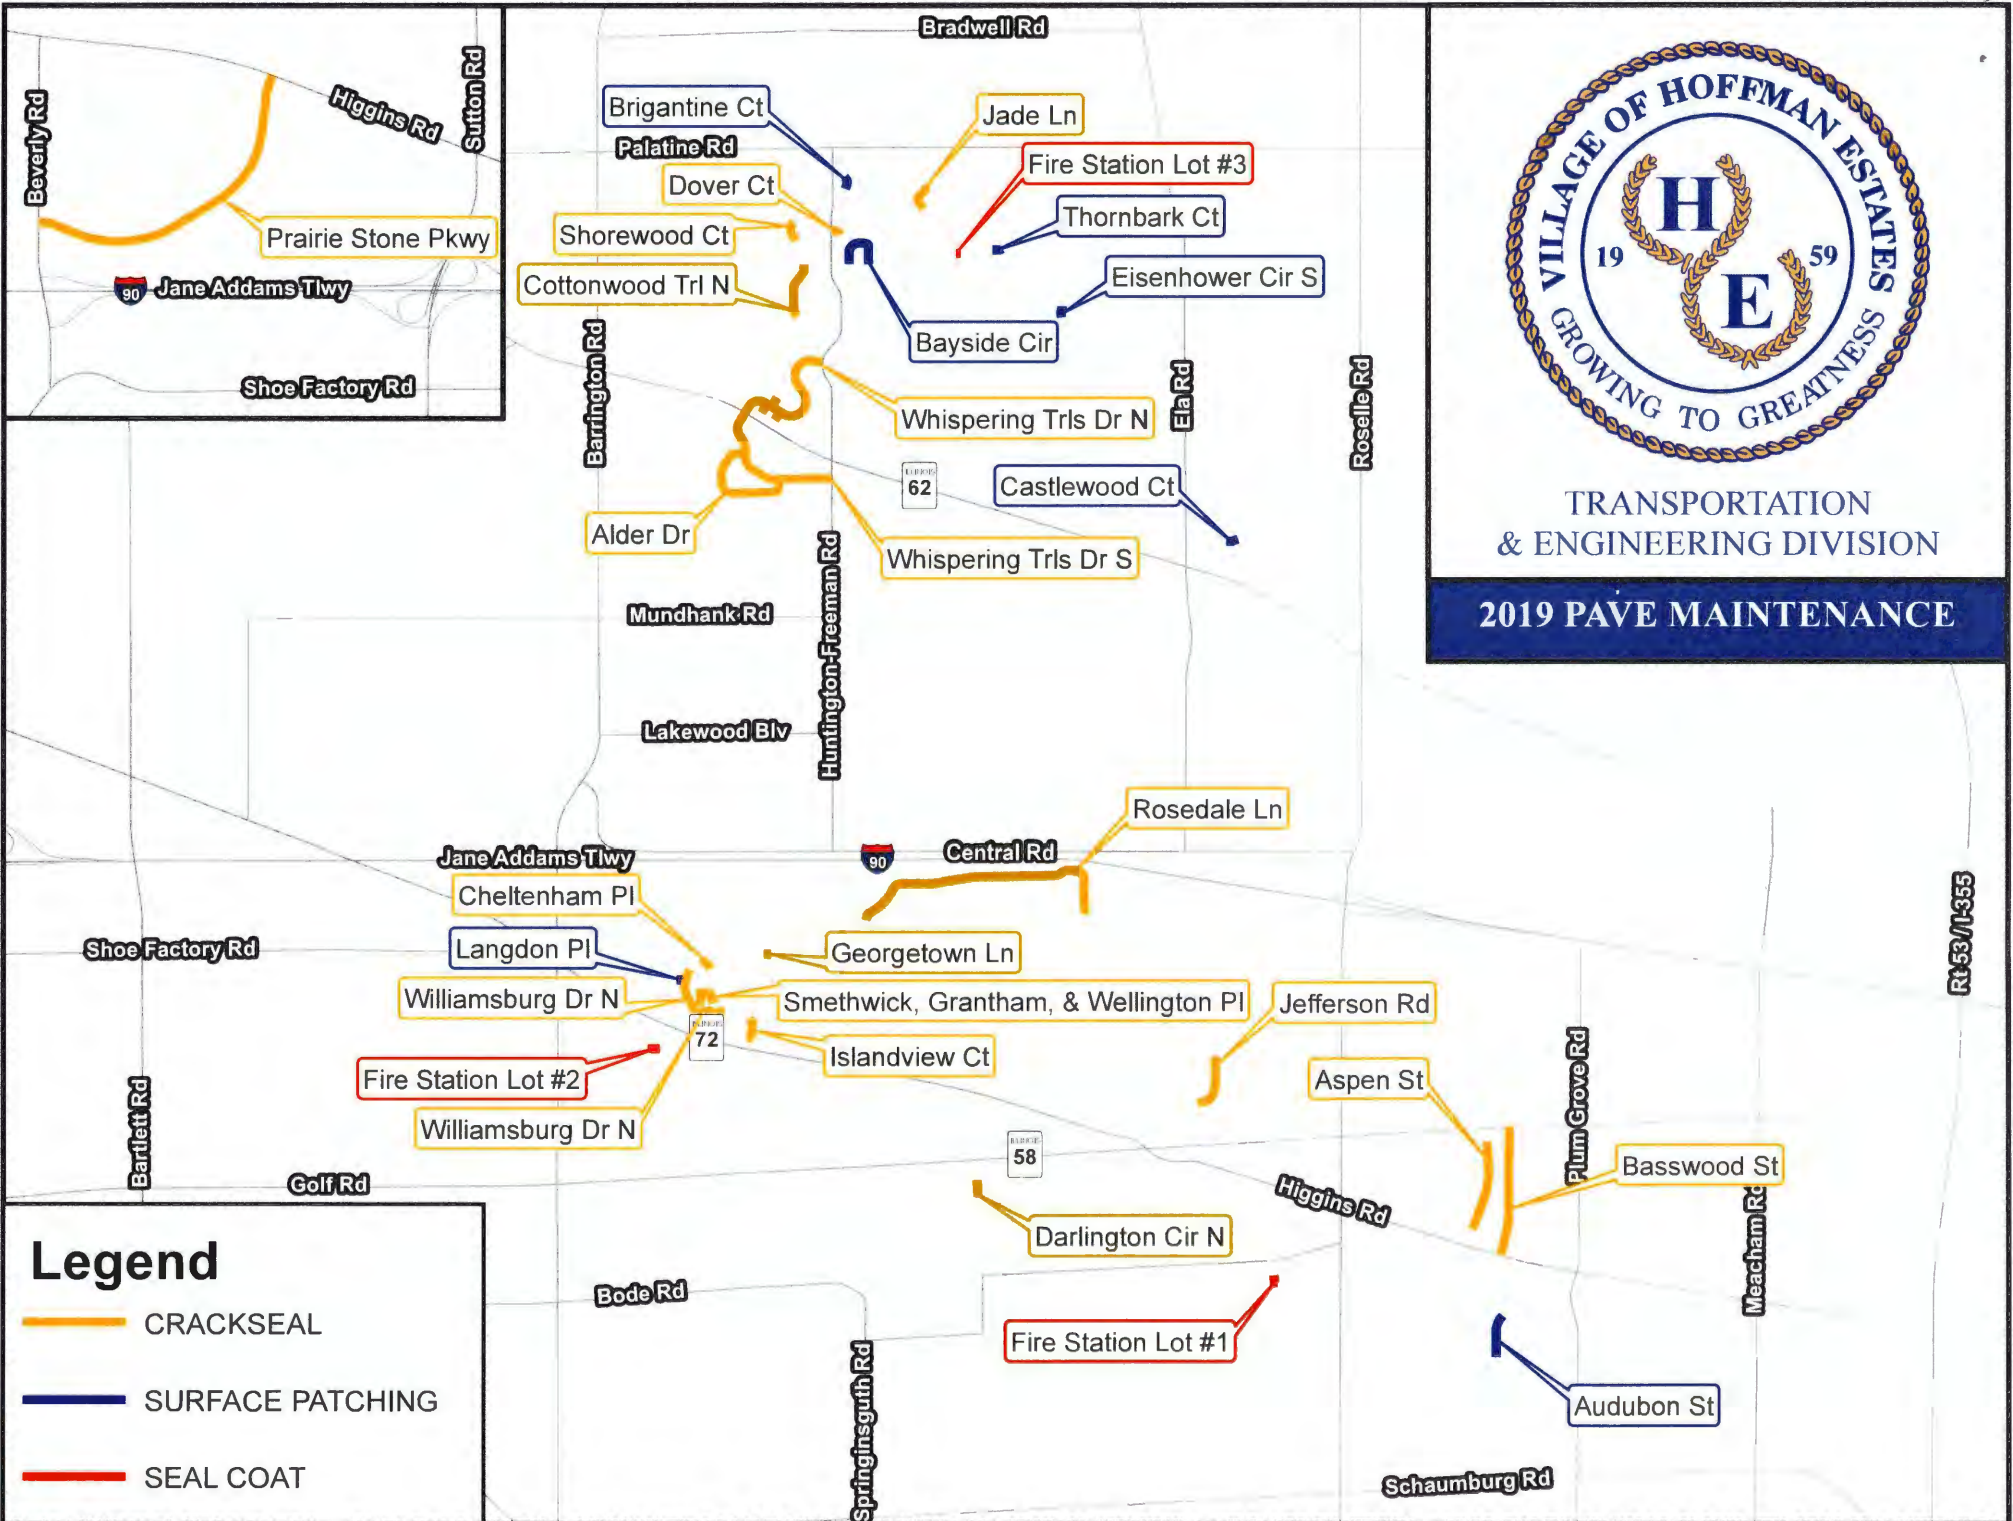 Beverly Rd
Higgins Rd
Sutton Rd
Prairie Stone Pkwy
90
Jane Addams Tlwy
Shoe Factory Rd
Bradwell Rd
Brigantine Ct
Jade Ln
Palatine Rd
Fire Station Lot #3
Dover Ct
Thornbark Ct
Shorewood Ct
Eisenhower Cir S
Cottonwood Trl N
Bayside Cir
Barrington Rd
Ela Rd
Roselle Rd
Whispering Trls Dr N
ILLINOIS
62
Castlewood Ct
Alder Dr
Whispering Trls Dr S
Huntington-Freeman Rd
Mundhank Rd
Lakewood Blv
VILLAGE OF HOFFMAN ESTATES
H
19
59
E
GROWING TO GREATNESS
TRANSPORTATION
& ENGINEERING DIVISION
2019 PAVE MAINTENANCE
Rosedale Ln
Jane Addams Tlwy
90
Central Rd
Cheltenham Pl
Rt-53 / I-355
Shoe Factory Rd
Langdon Pl
Georgetown Ln
Williamsburg Dr N
Smethwick, Grantham, & Wellington Pl
Jefferson Rd
ILLINOIS
72
Islandview Ct
Fire Station Lot #2
Aspen St
Plum Grove Rd
Bartlett Rd
Williamsburg Dr N
ILLINOIS
58
Basswood St
Golf Rd
Higgins Rd
Meacham Rd
Darlington Cir N
Bode Rd
Fire Station Lot #1
Springinsguth Rd
Audubon St
Schaumburg Rd
Legend
CRACKSEAL
SURFACE PATCHING
SEAL COAT